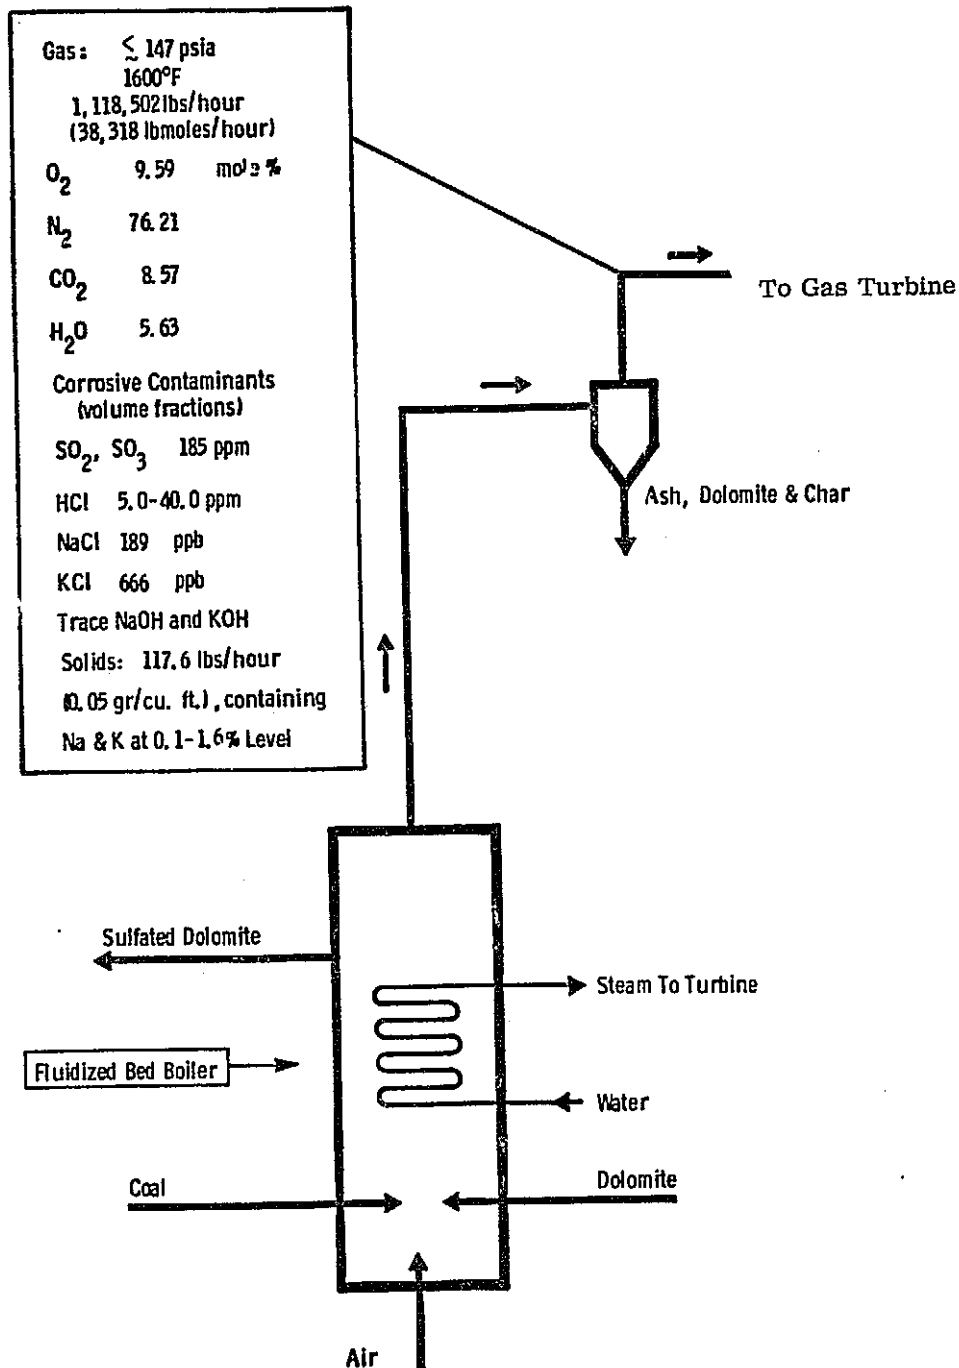 Gas: ≲ 147 psia
1600°F
1,118,502 lbs/hour
(38,318 lbmoles/hour)
O2 9.59 mole %
N2 76.21
CO2 8.57
H2O 5.63
Corrosive Contaminants
(volume fractions)
SO2, SO3 185 ppm
HCl 5.0-40.0 ppm
NaCl 189 ppb
KCl 666 ppb
Trace NaOH and KOH
Solids: 117.6 lbs/hour
(0.05 gr/cu. ft.), containing
Na & K at 0.1-1.6% Level
To Gas Turbine
Ash, Dolomite & Char
Sulfated Dolomite
Steam To Turbine
Fluidized Bed Boiler
Water
Coal
Dolomite
Air